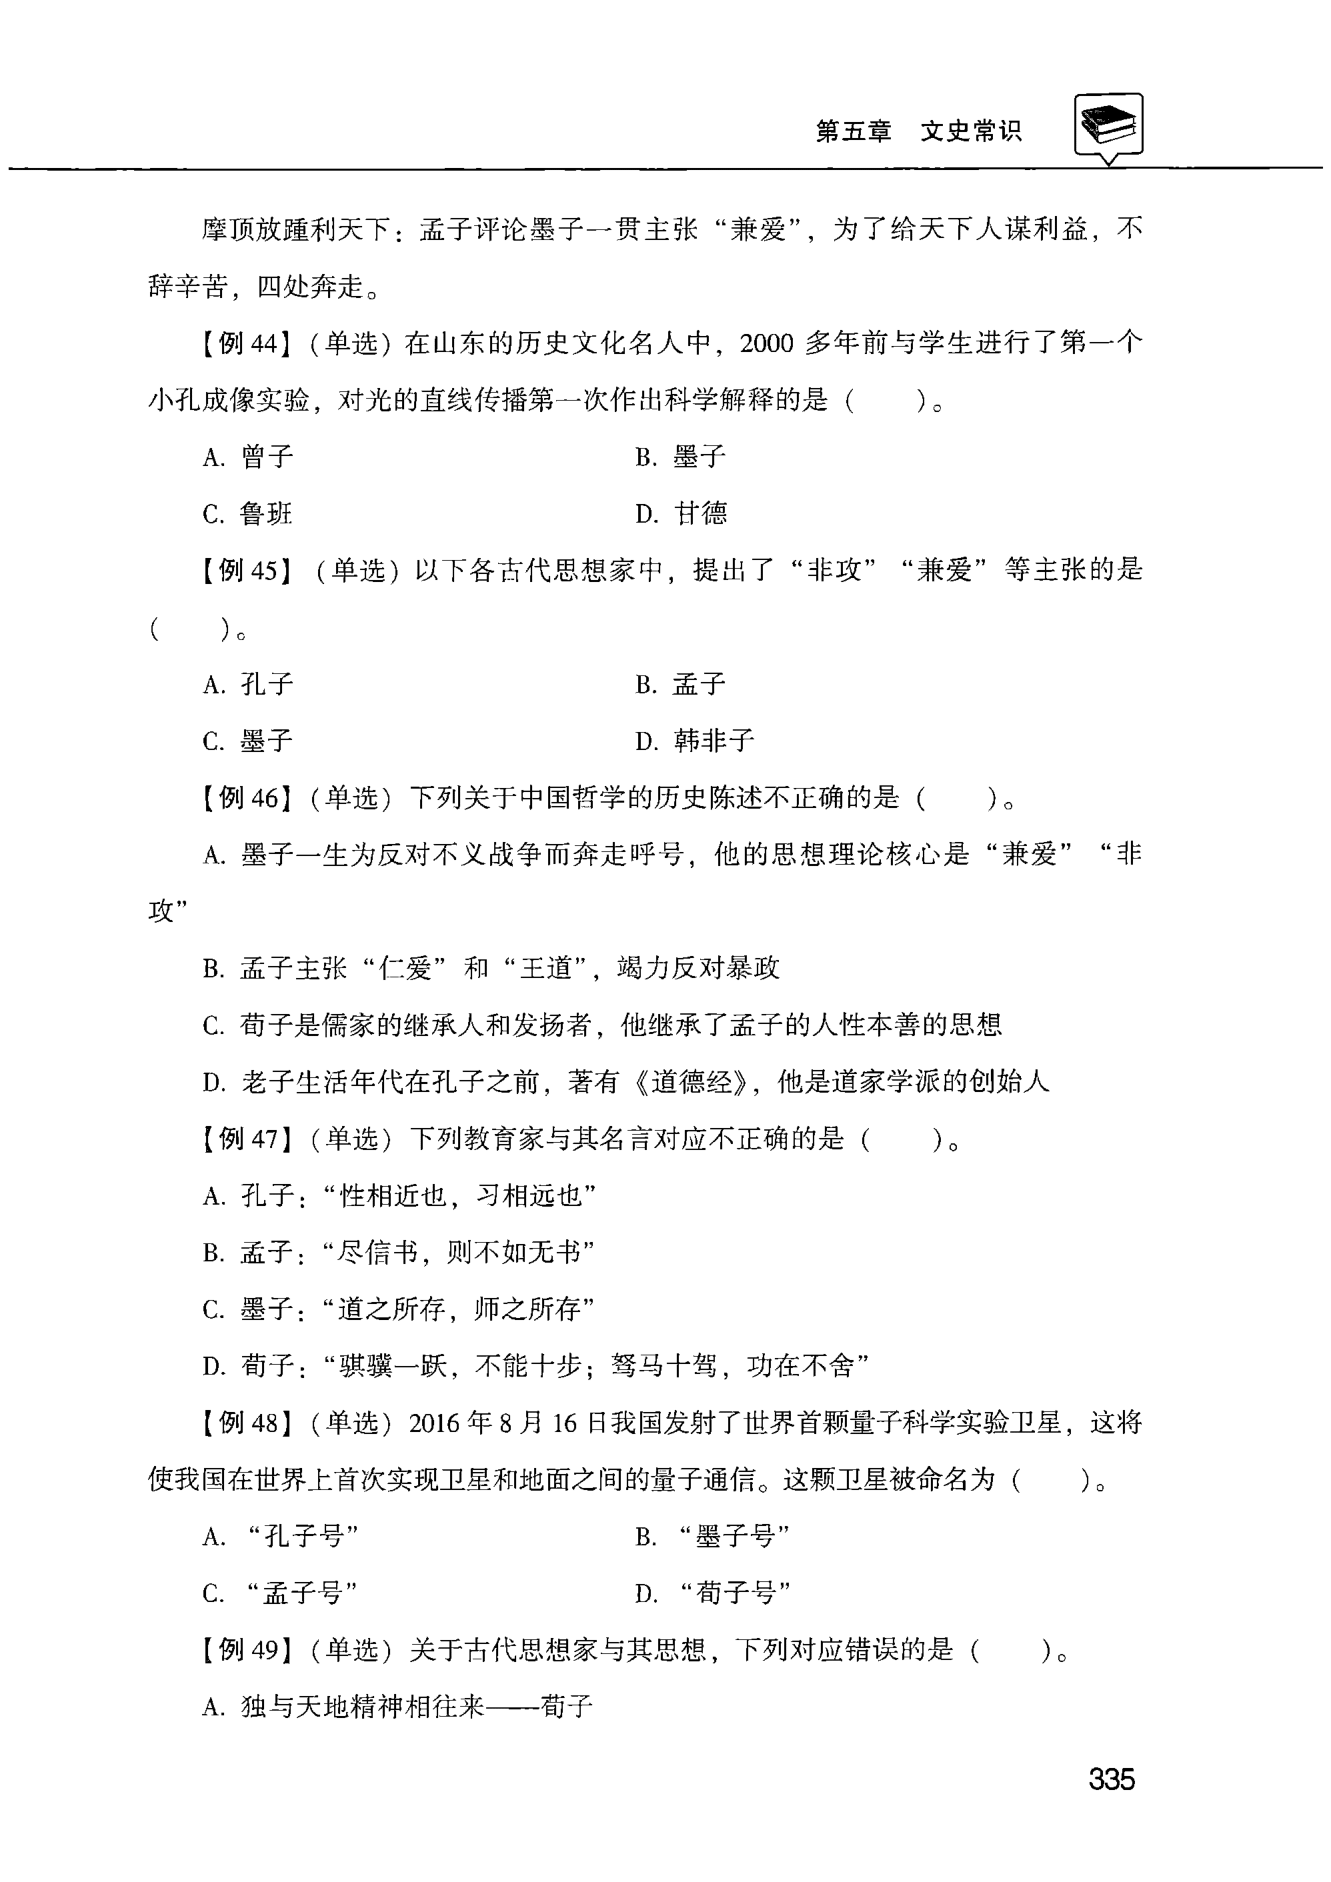 第五章 文史常识
摩顶放踵利天下：孟子评论墨子一贯主张“兼爱”，为了给天下人谋利益，不
辞辛苦，四处奔走。
【例 44】（单选）在山东的历史文化名人中，2000 多年前与学生进行了第一个
小孔成像实验，对光的直线传播第一次作出科学解释的是（  ）。
A. 曾子 B. 墨子
C. 鲁班 D. 甘德
【例 45】（单选）以下各古代思想家中，提出了“非攻”“兼爱”等主张的是
（  ）。
A. 孔子 B. 孟子
C. 墨子 D. 韩非子
【例 46】（单选）下列关于中国哲学的历史陈述不正确的是（  ）。
A. 墨子一生为反对不义战争而奔走呼号，他的思想理论核心是“兼爱”“非
攻”
B. 孟子主张“仁爱”和“王道”，竭力反对暴政
C. 荀子是儒家的继承人和发扬者，他继承了孟子的人性本善的思想
D. 老子生活年代在孔子之前，著有《道德经》，他是道家学派的创始人
【例 47】（单选）下列教育家与其名言对应不正确的是（  ）。
A. 孔子：“性相近也，习相远也”
B. 孟子：“尽信书，则不如无书”
C. 墨子：“道之所存，师之所存”
D. 荀子：“骐骥一跃，不能十步；驽马十驾，功在不舍”
【例 48】（单选）2016 年 8 月 16 日我国发射了世界首颗量子科学实验卫星，这将
使我国在世界上首次实现卫星和地面之间的量子通信。这颗卫星被命名为（  ）。
A. “孔子号” B. “墨子号”
C. “孟子号” D. “荀子号”
【例 49】（单选）关于古代思想家与其思想，下列对应错误的是（  ）。
A. 独与天地精神相往来——荀子
335